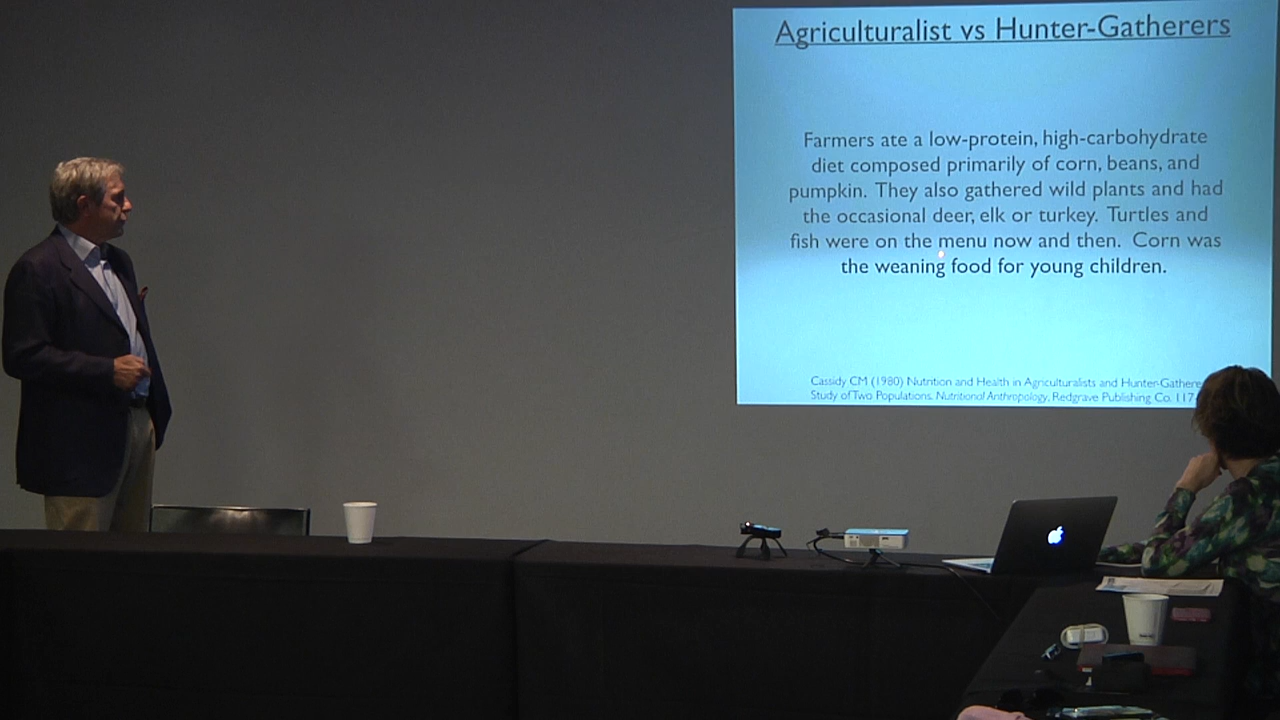 Agriculturalist vs Hunter-Gatherers
Farmers ate a low-protein, high-carbohydrate
diet composed primarily of corn, beans, and
pumpkin. They also gathered wild plants and had
the occasional deer, elk or turkey. Turtles and
fish were on the menu now and then. Corn was
the weaning food for young children.
Cassidy CM (1980) Nutrition and Health in Agriculturalists and Hunter-Gathere
Study of Two Populations. Nutritional Anthropology, Redgrave Publishing Co. 117